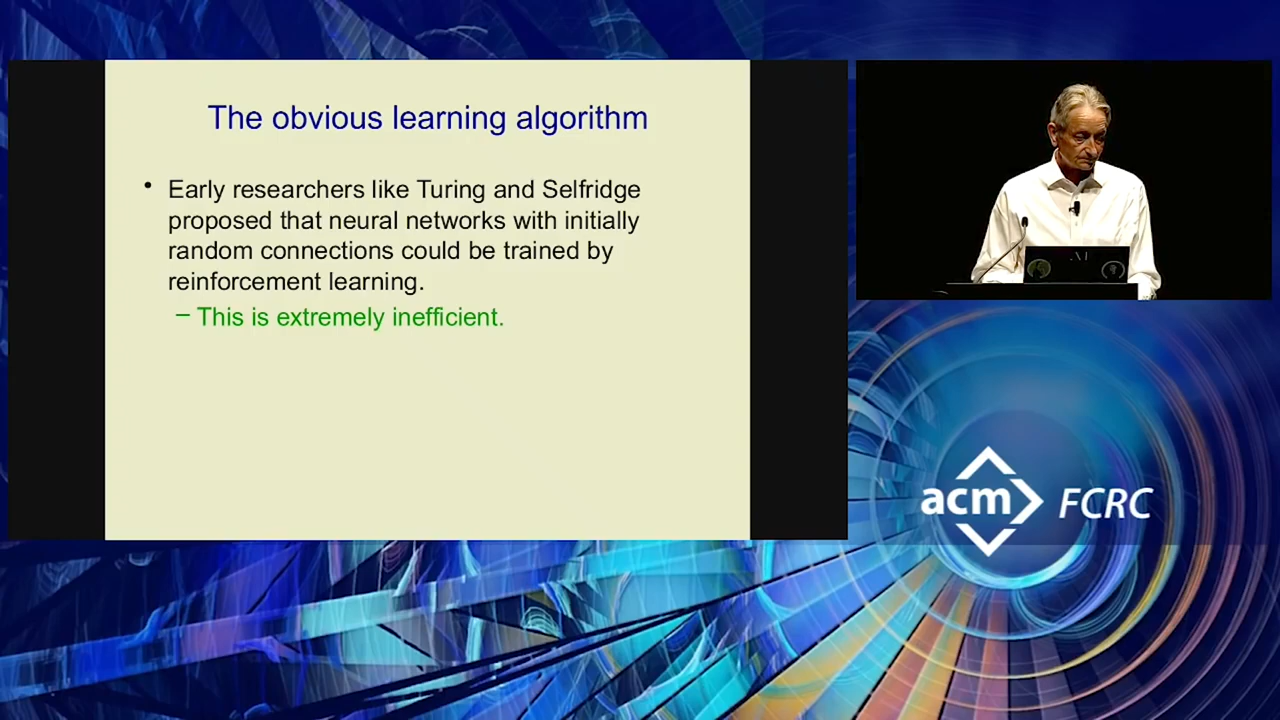 The obvious learning algorithm
• Early researchers like Turing and Selfridge
proposed that neural networks with initially
random connections could be trained by
reinforcement learning.
– This is extremely inefficient.
acm FCRC